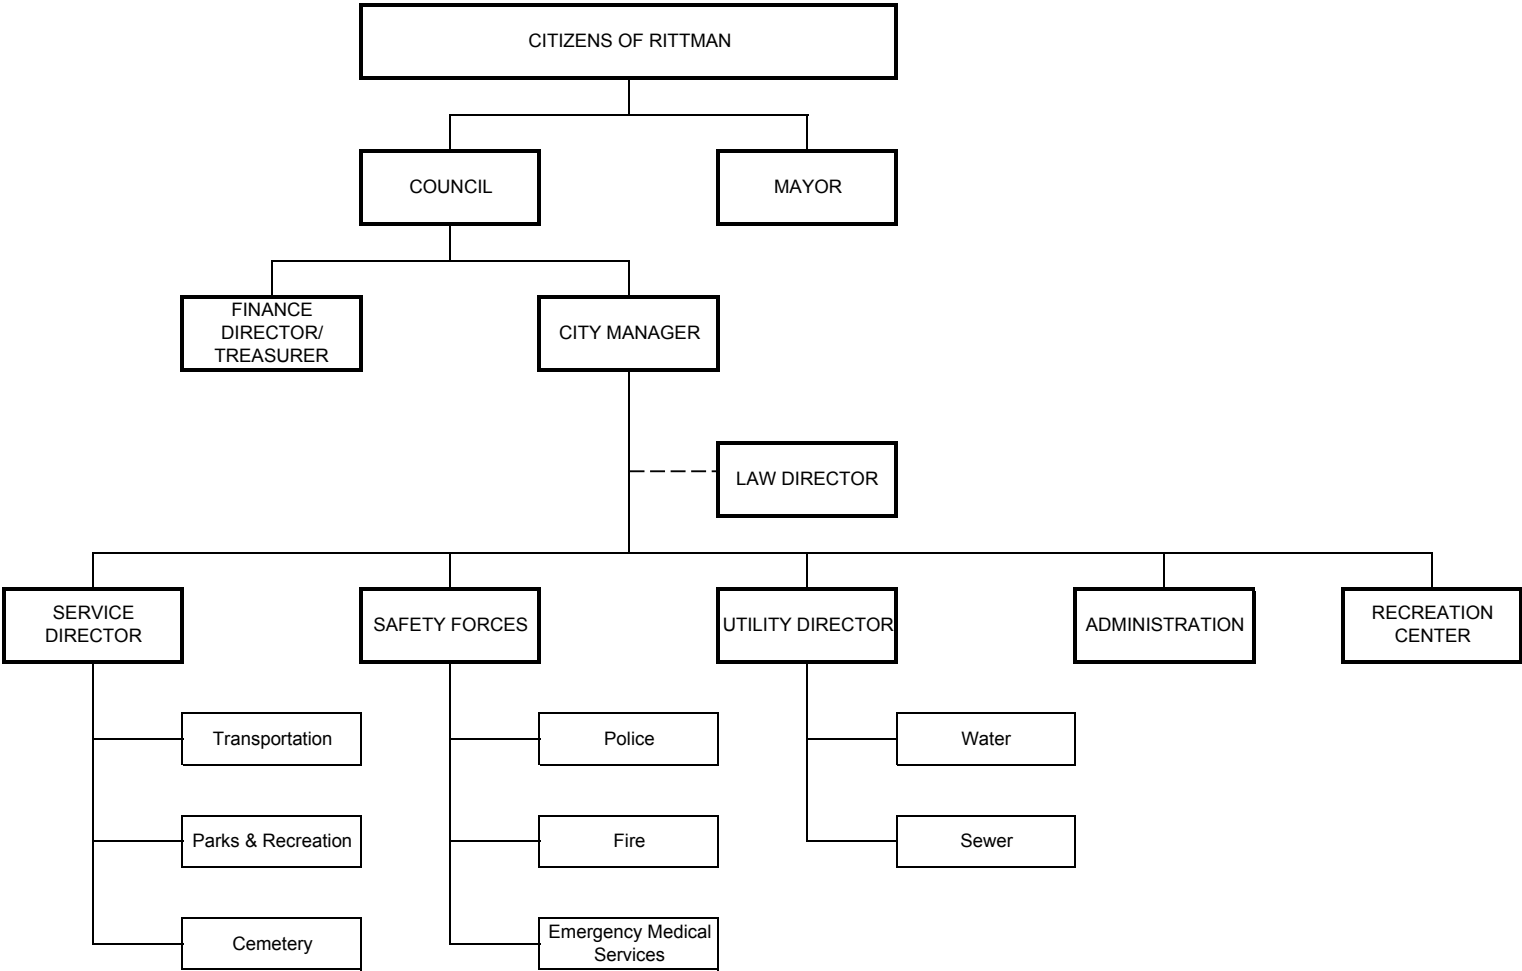 CITIZENS OF RITTMAN
COUNCIL
MAYOR
FINANCE
DIRECTOR/
TREASURER
CITY MANAGER
LAW DIRECTOR
SERVICE
DIRECTOR
SAFETY FORCES
UTILITY DIRECTOR
ADMINISTRATION
RECREATION
CENTER
Transportation
Police
Water
Parks & Recreation
Fire
Sewer
Cemetery
Emergency Medical
Services